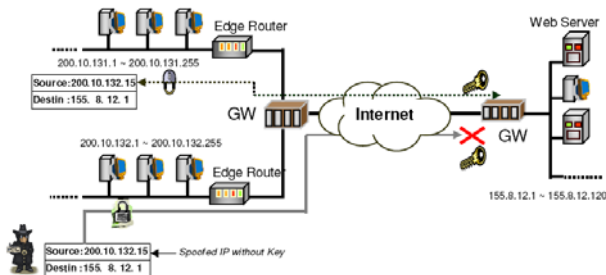 Edge Router
Web Server
200.10.131.1 ~ 200.10.131.255
Source:200.10.132.15
Destin :155. 8. 12. 1
GW
Internet
GW
200.10.132.1 ~ 200.10.132.255
Edge Router
155.8.12.1 ~ 155.8.12.120
Source:200.10.132.15
Destin :155. 8. 12. 1
Spoofed IP without Key